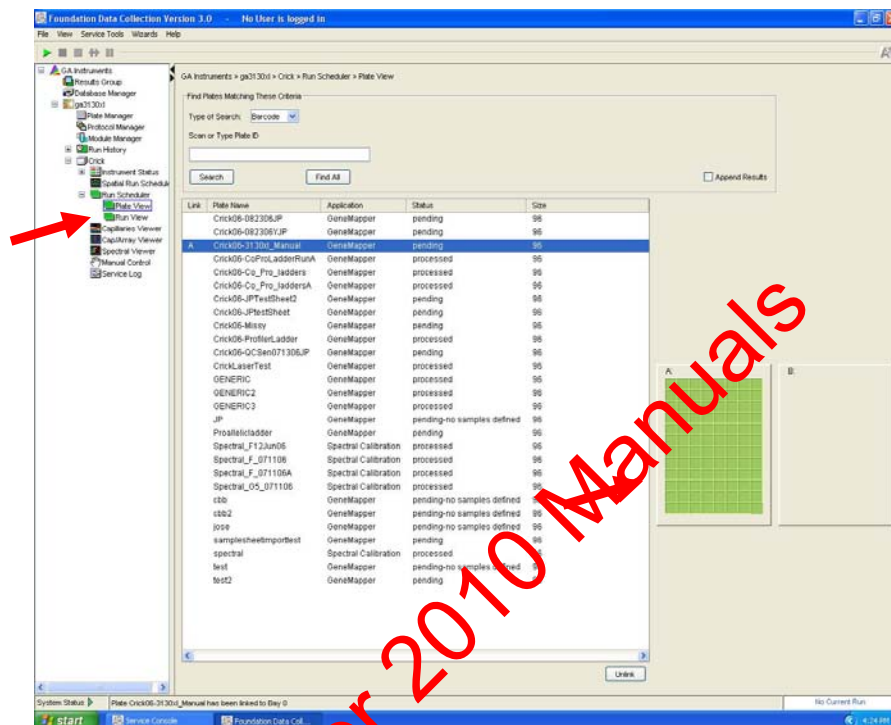 Foundation Data Collection Version 3.0 - No User is logged in
File View Service Tools Wizards Help
GA Instruments
Results Group
Database Manager
ga3130xl
Plate Manager
Protocol Manager
Module Manager
Run History
Crick
Instrument Status
Spatial Run Schedule
Run Scheduler
Plate View
Run View
Capillaries Viewer
Cap/Array Viewer
Spectral Viewer
Manual Control
Service Log
GA Instruments > ga3130xl > Crick > Run Scheduler > Plate View
Find Plates Matching These Criteria
Type of Search: Barcode
Scan or Type Plate ID
Search Find All Append Results
Link Plate Name Application Status Size
Crick06-082306JP GeneMapper pending 96
Crick06-082306YJP GeneMapper pending 96
A Crick06-3130xl_Manual GeneMapper pending 96
Crick06-CoProLadderRunA GeneMapper processed 96
Crick06-Co_Pro_ladders GeneMapper processed 96
Crick06-Co_Pro_laddersA GeneMapper processed 96
Crick06-JPTestSheet2 GeneMapper pending 96
Crick06-JPtestSheet GeneMapper pending 96
Crick06-Missy GeneMapper pending 96
Crick06-ProfilerLadder GeneMapper processed 96
Crick06-QCSen071306JP GeneMapper pending 96
CrickLaserTest GeneMapper processed 96
GENERIC GeneMapper processed 96
GENERIC2 GeneMapper processed 96
GENERIC3 GeneMapper processed 96
JP GeneMapper pending-no samples defined 96
Proallelicladder GeneMapper pending 96
Spectral_F12Jun06 Spectral Calibration processed 96
Spectral_F_071106 Spectral Calibration processed 96
Spectral_F_071106A Spectral Calibration processed 96
Spectral_G5_071106 Spectral Calibration processed 96
cbb GeneMapper pending-no samples defined 96
cbb2 GeneMapper pending-no samples defined 96
jose GeneMapper pending-no samples defined 96
samplesheetimporttest GeneMapper pending 96
spectral Spectral Calibration processed
test GeneMapper pending-no samples defined
test2 GeneMapper pending
A: B:
Unlink
System Status Plate Crick06-3130xl_Manual has been linked to Bay 0 No Current Run
start Service Console Foundation Data Coll... 4:24 PM
2010 Manuals